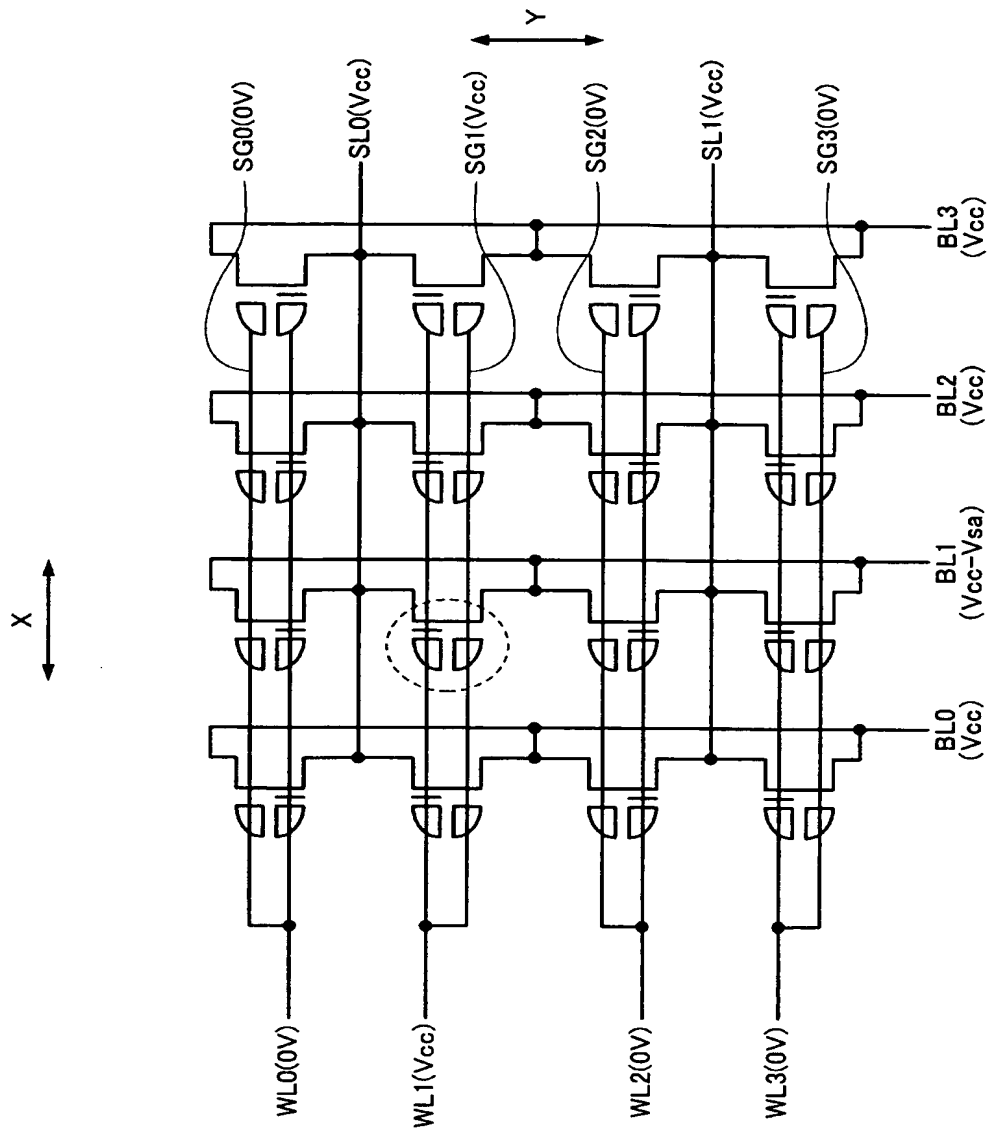 X
Y
SG0(0V)
SL0(Vcc)
SG1(Vcc)
SG2(0V)
SL1(Vcc)
SG3(0V)
WL0(0V)
WL1(Vcc)
WL2(0V)
WL3(0V)
BL0
(Vcc)
BL1
(Vcc-Vsa)
BL2
(Vcc)
BL3
(Vcc)